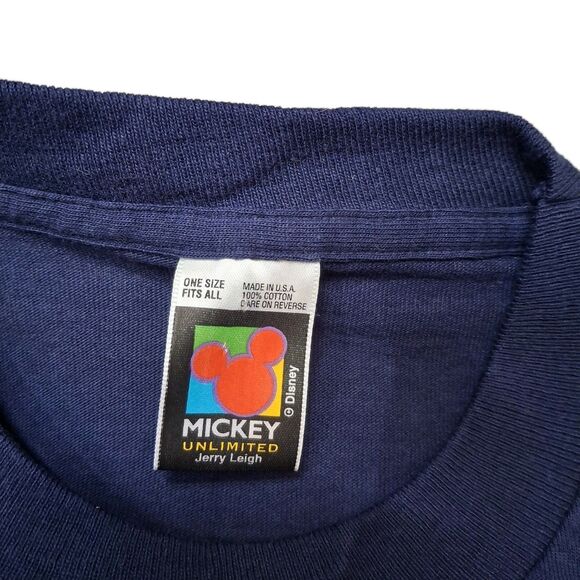 ONE SIZE
FITS ALL
MADE IN U.S.A.
100% COTTON
CARE ON REVERSE
© Disney
MICKEY
UNLIMITED
Jerry Leigh